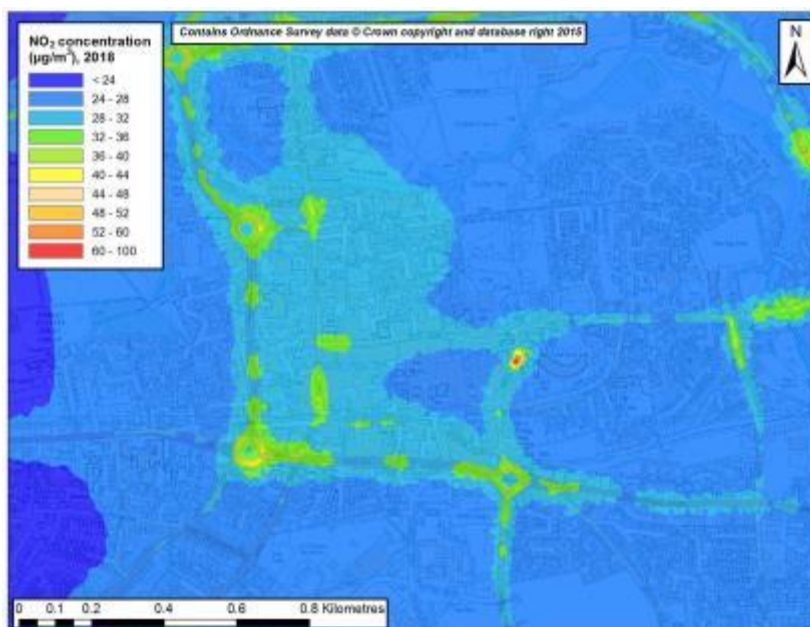 Contains Ordnance Survey data © Crown copyright and database right 2015
NO₂ concentration
(µg/m³), 2018
< 24
24 - 28
28 - 32
32 - 36
36 - 40
40 - 44
44 - 48
48 - 52
52 - 60
60 - 100
N
0 0.1 0.2 0.4 0.6 0.8 Kilometres